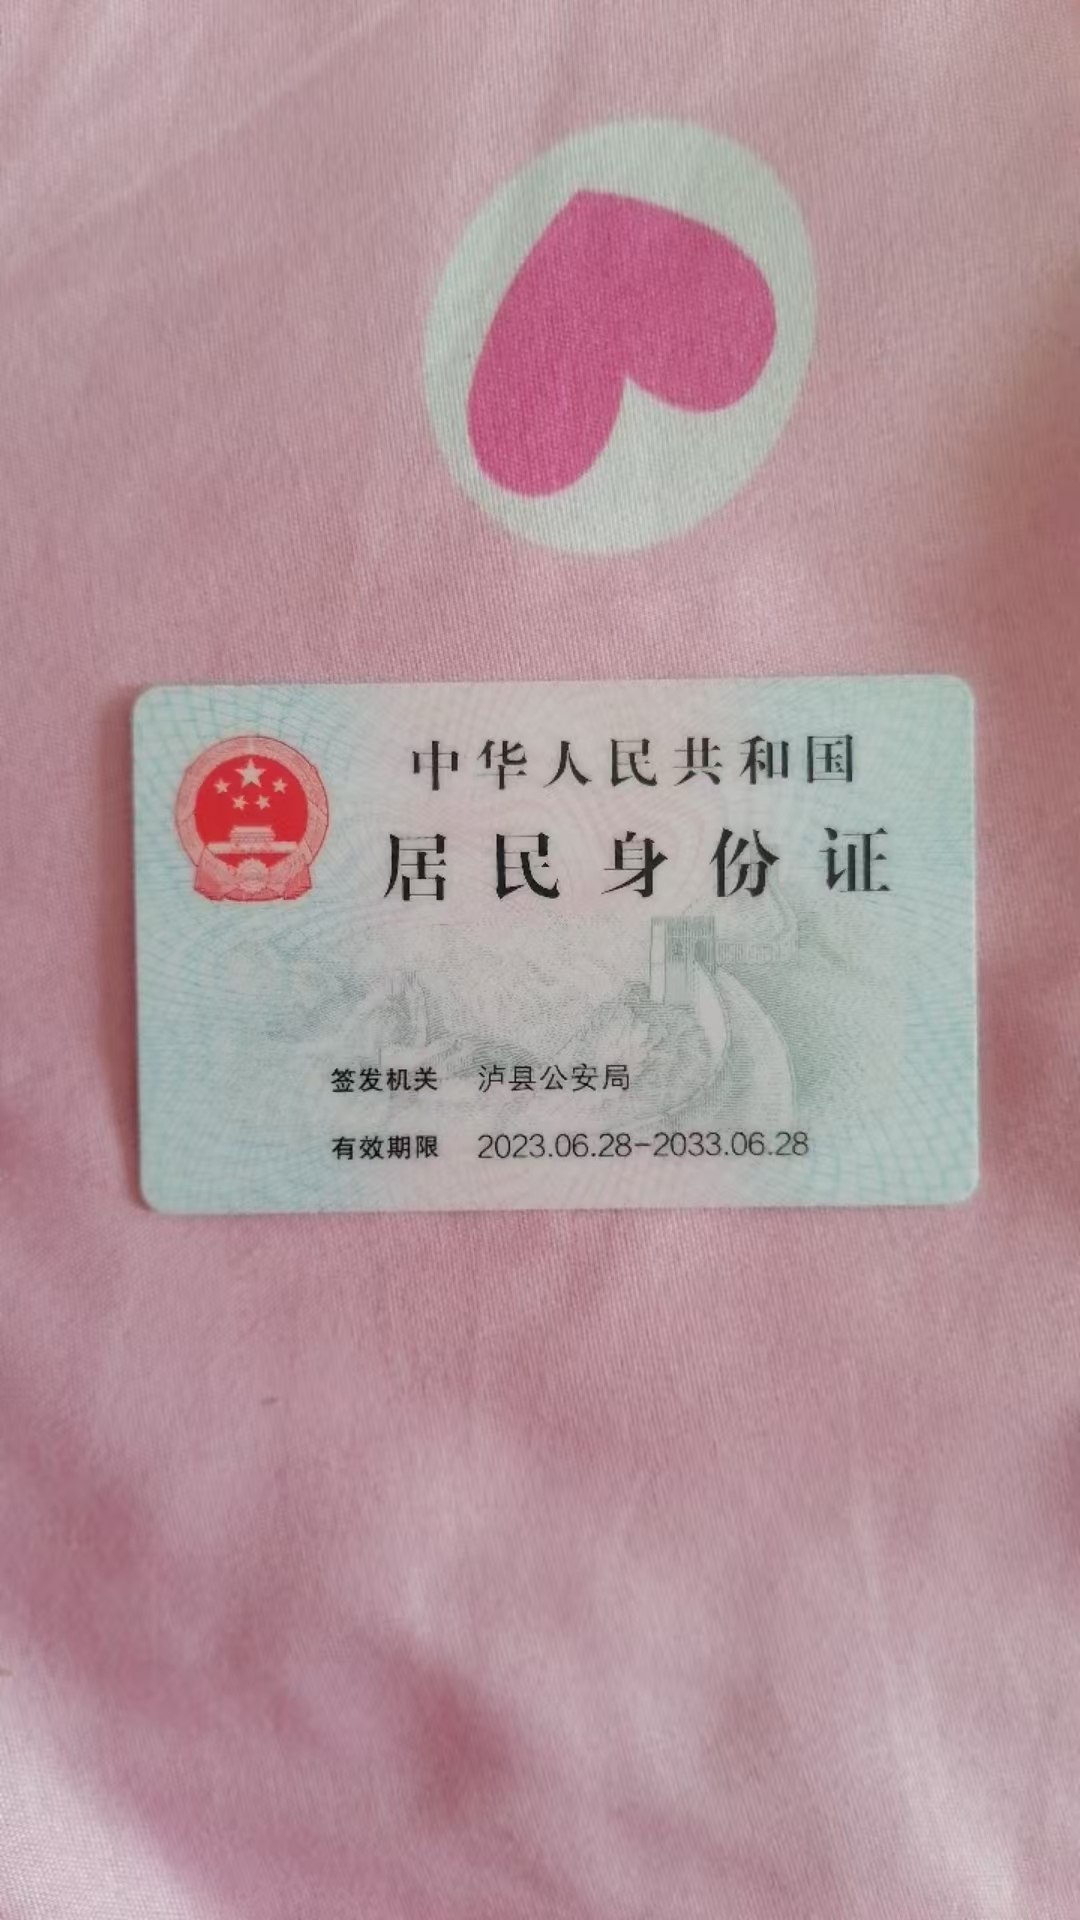 中华人民共和国
居民身份证
签发机关 泸县公安局
有效期限 2023.06.28-2033.06.28